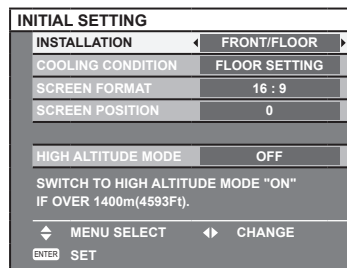 INITIAL SETTING
INSTALLATION FRONT/FLOOR
COOLING CONDITION FLOOR SETTING
SCREEN FORMAT 16 : 9
SCREEN POSITION 0
HIGH ALTITUDE MODE OFF
SWITCH TO HIGH ALTITUDE MODE "ON"
IF OVER 1400m(4593Ft).
MENU SELECT CHANGE
ENTER SET